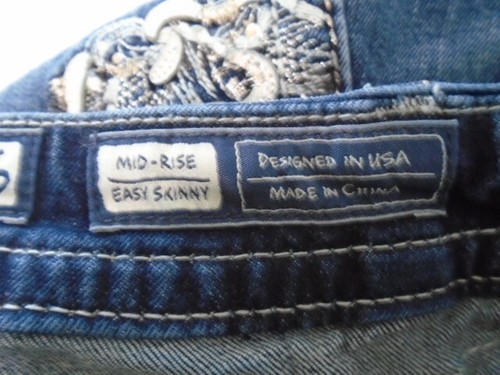 MID-RISE
EASY SKINNY
DESIGNED IN USA
MADE IN CHINA